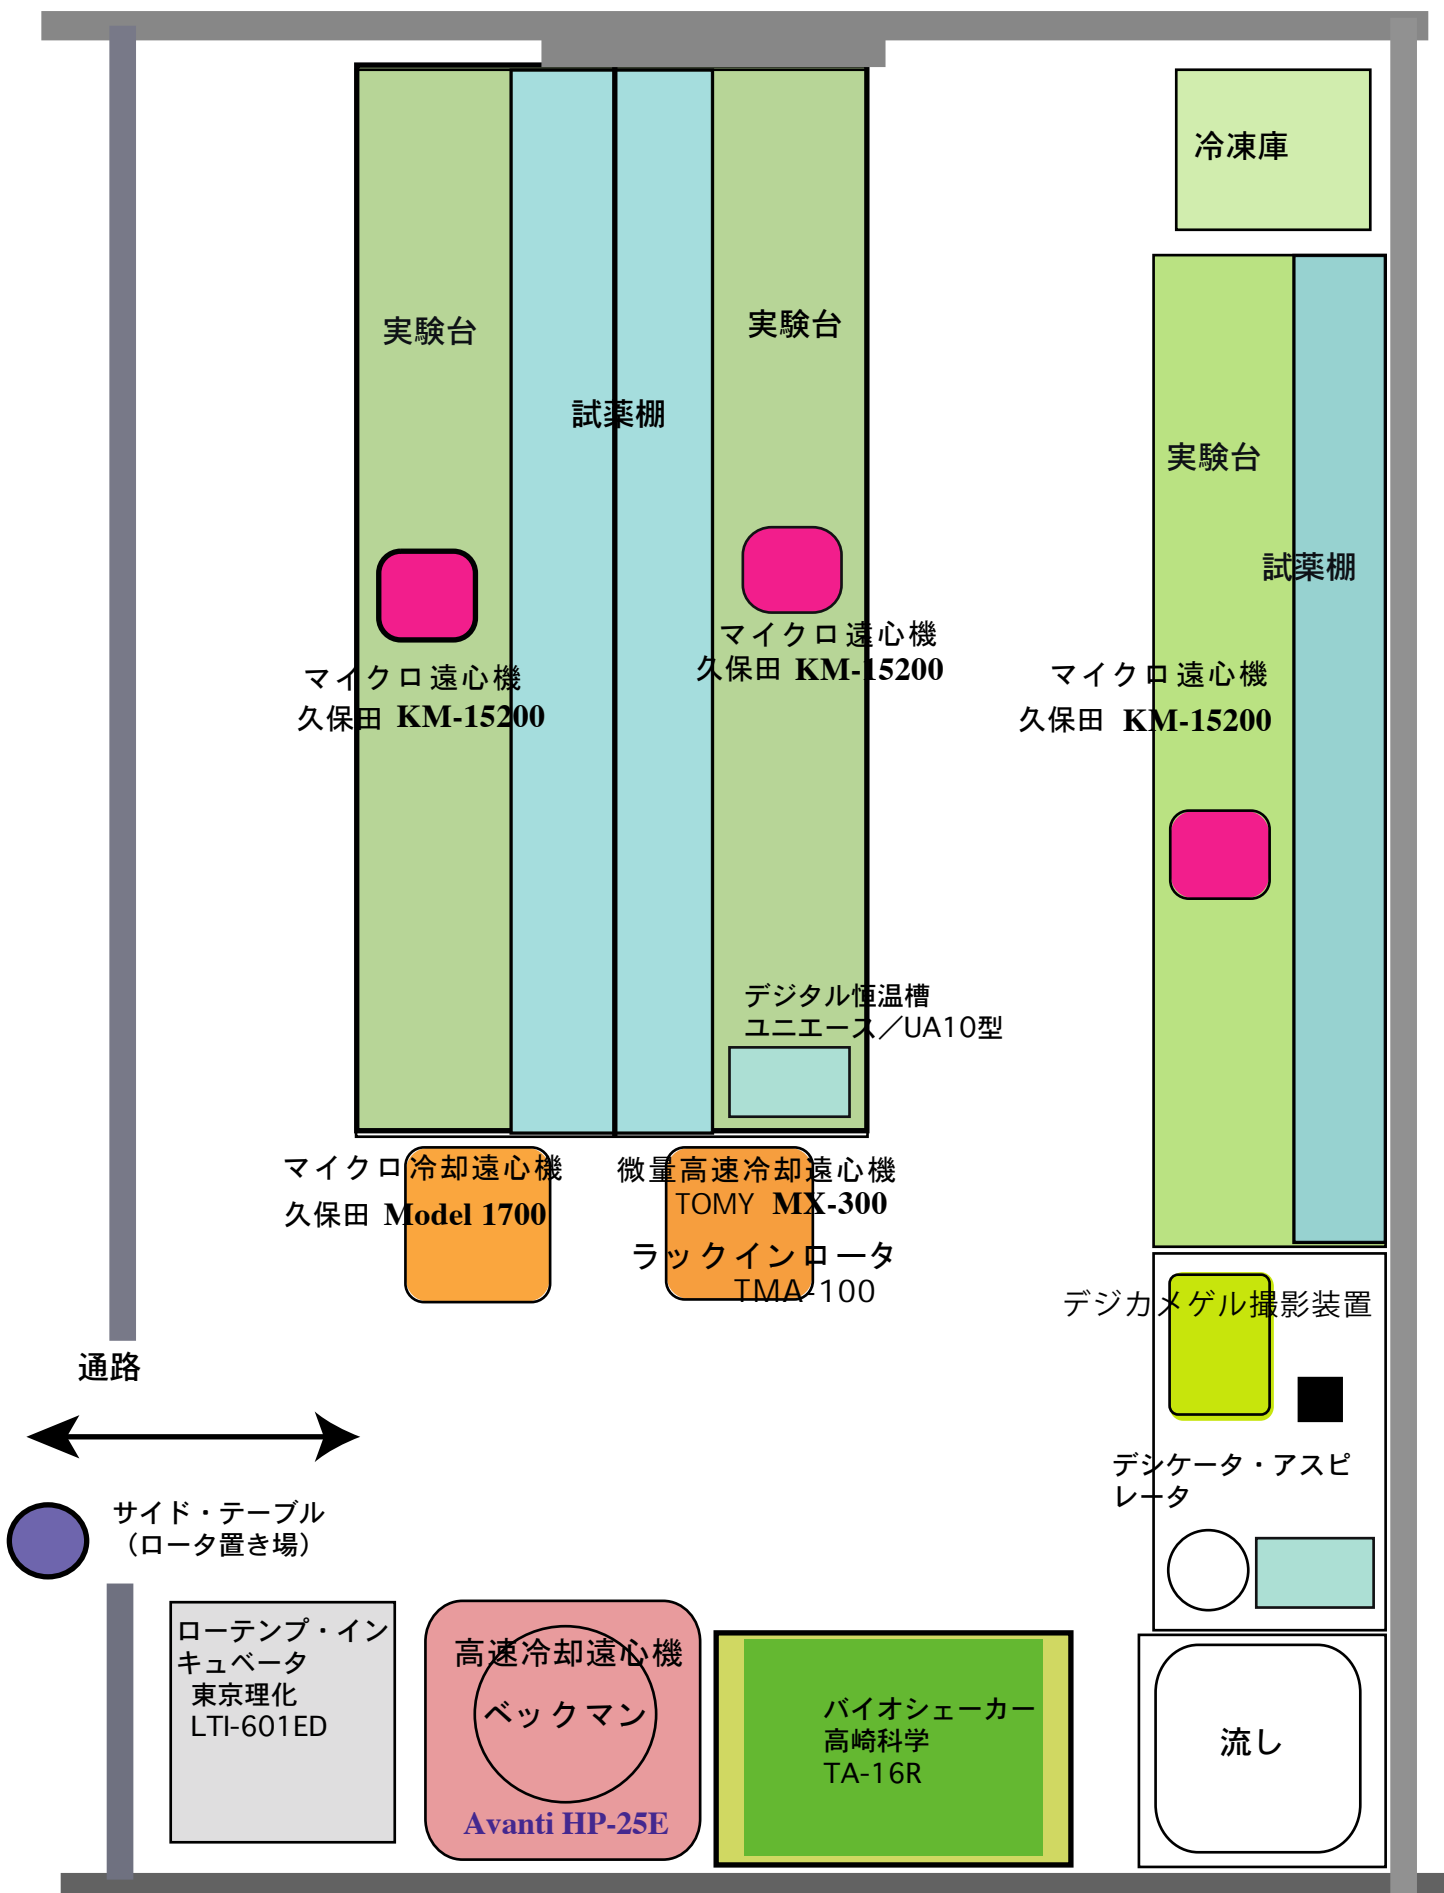 冷凍庫
実験台
実験台
試薬棚
実験台
試薬棚
マイクロ遠心機
久保田 KM-15200
マイクロ遠心機
久保田 KM-15200
マイクロ遠心機
久保田 KM-15200
デジタル恒温槽
ユニエース／UA10型
マイクロ冷却遠心機
久保田 Model 1700
微量高速冷却遠心機
TOMY MX-300
ラックインロータ
TMA-100
デジカメゲル撮影装置
通路
デシケータ・アスピ
レータ
サイド・テーブル
（ロータ置き場）
ローテンプ・イン
キュベータ
東京理化
LTI-601ED
高速冷却遠心機
ベックマン
Avanti HP-25E
バイオシェーカー
高崎科学
TA-16R
流し